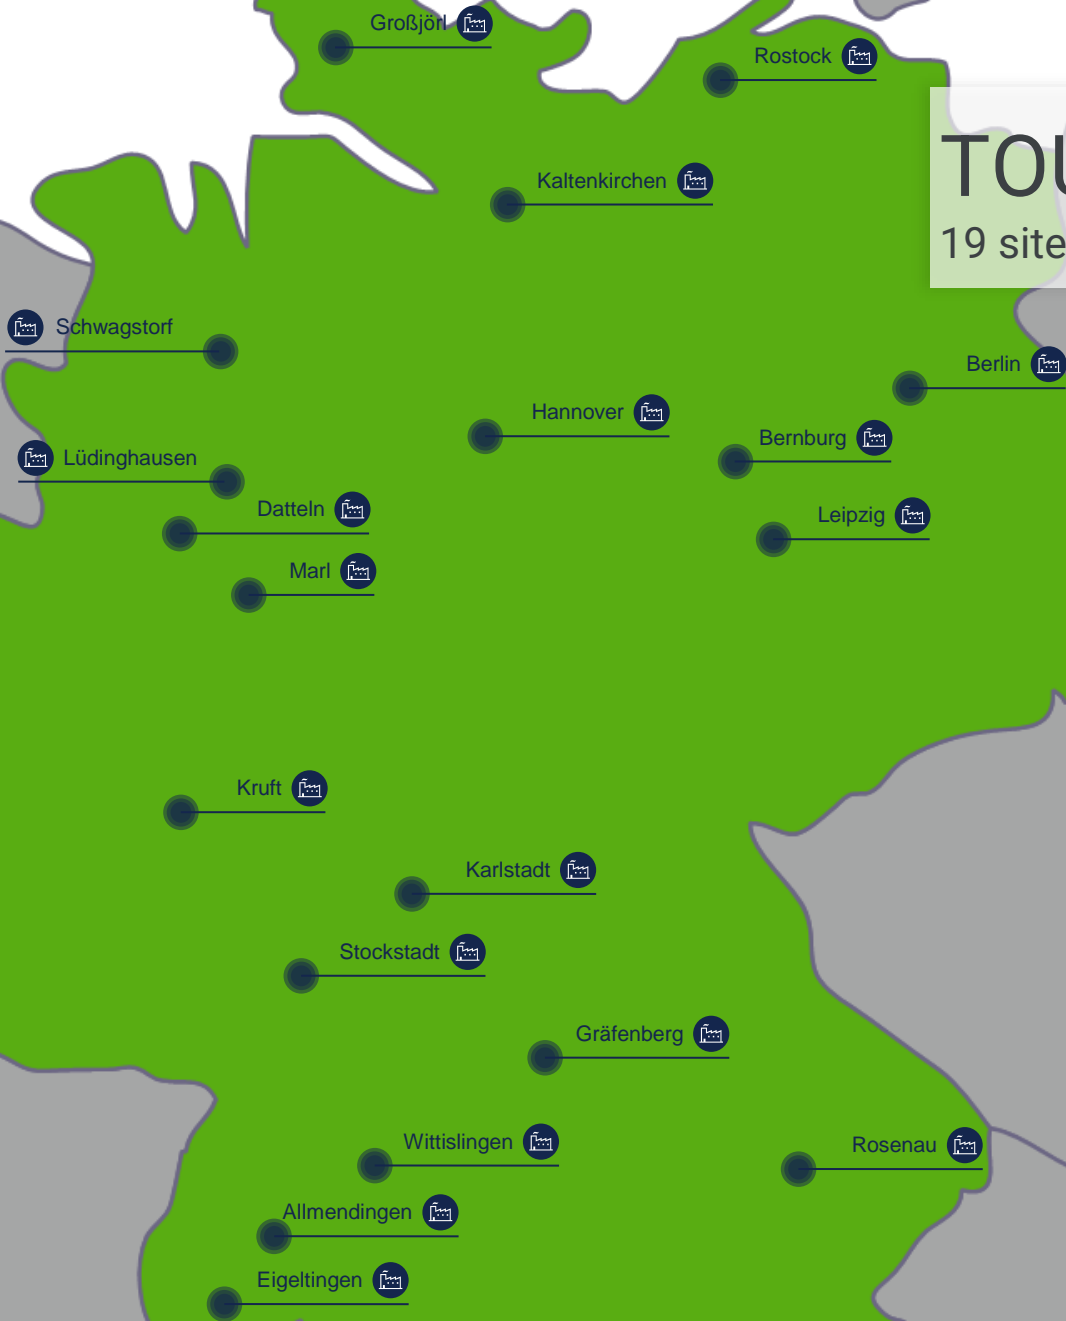 Großjörl
Rostock
TOU
19 site
Kaltenkirchen
Schwagstorf
Berlin
Hannover
Bernburg
Lüdinghausen
Datteln
Leipzig
Marl
Kruft
Karlstadt
Stockstadt
Gräfenberg
Wittislingen
Rosenau
Allmendingen
Eigeltingen